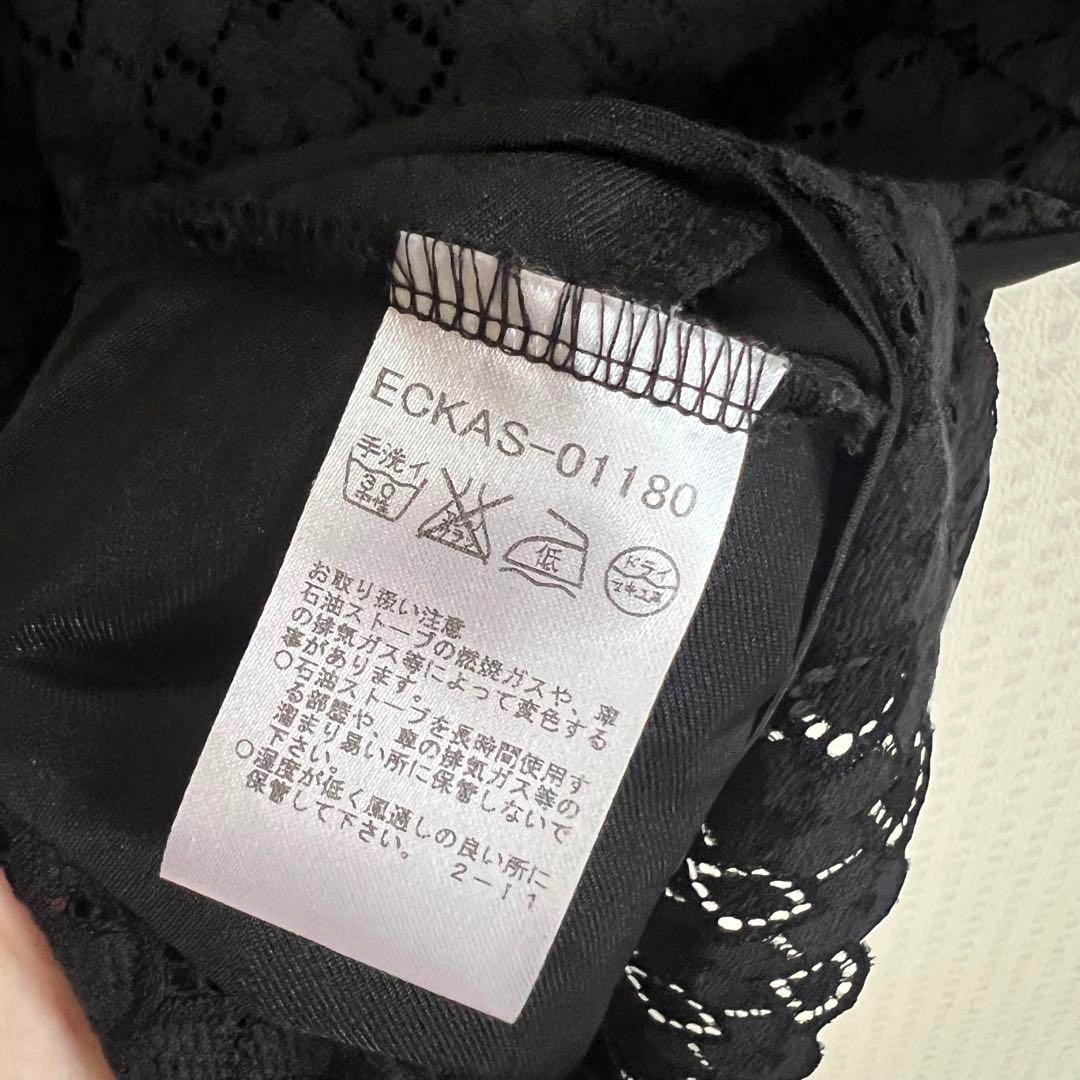 ECKAS-01180
手洗イ
30
中性
エンソ
サラシ
低
ドライ
お取り扱い注意
石油ストーブの燃焼ガスや、車
の排気ガス等によって変色する
事があります。
○石油ストーブを長時間使用す
る部屋や、車の排気ガス等の
溜まり易い所に保管しないで
下さい。
○湿度が低く風通しの良い所に
保管して下さい。
2-11